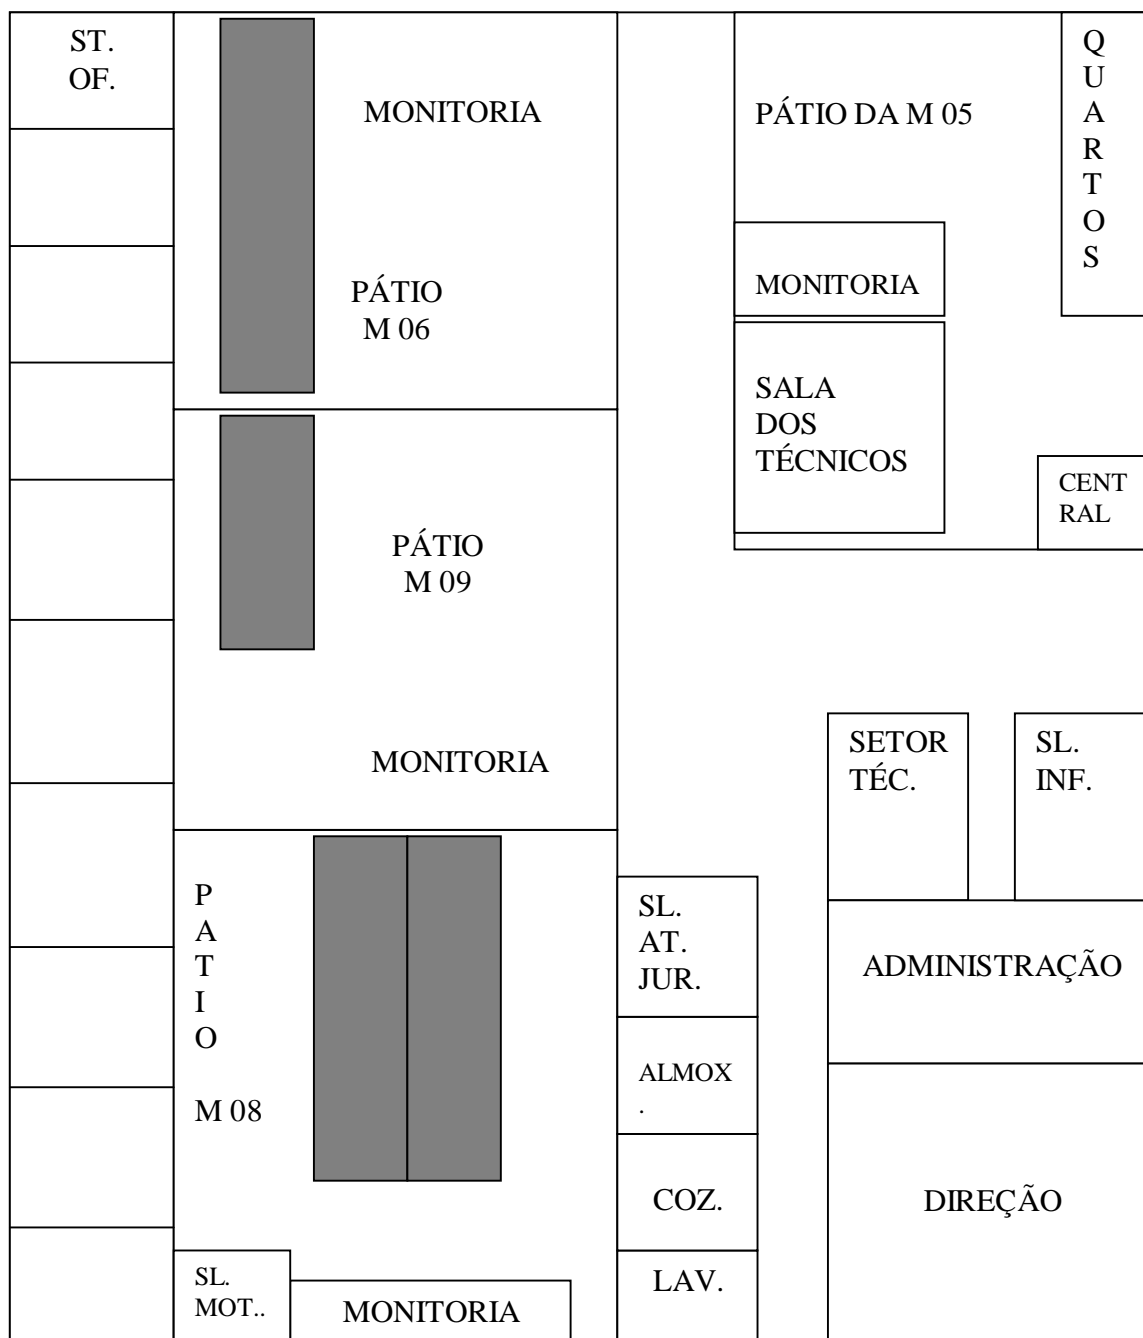 ST.
OF.
MONITORIA
PÁTIO
M 06
PÁTIO DA M 05
Q
U
A
R
T
O
S
MONITORIA
SALA
DOS
TÉCNICOS
CENT
RAL
PÁTIO
M 09
MONITORIA
SETOR
TÉC.
SL.
INF.
P
A
T
I
O
M 08
SL.
AT.
JUR.
ADMINISTRAÇÃO
ALMOX
.
COZ.
DIREÇÃO
LAV.
SL.
MOT..
MONITORIA